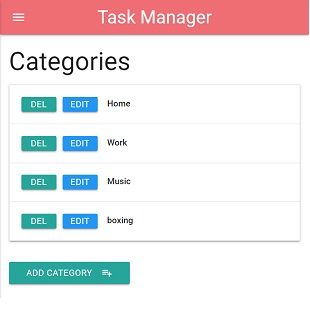 Task Manager
Categories
DEL EDIT Home
DEL EDIT Work
DEL EDIT Music
DEL EDIT boxing
ADD CATEGORY